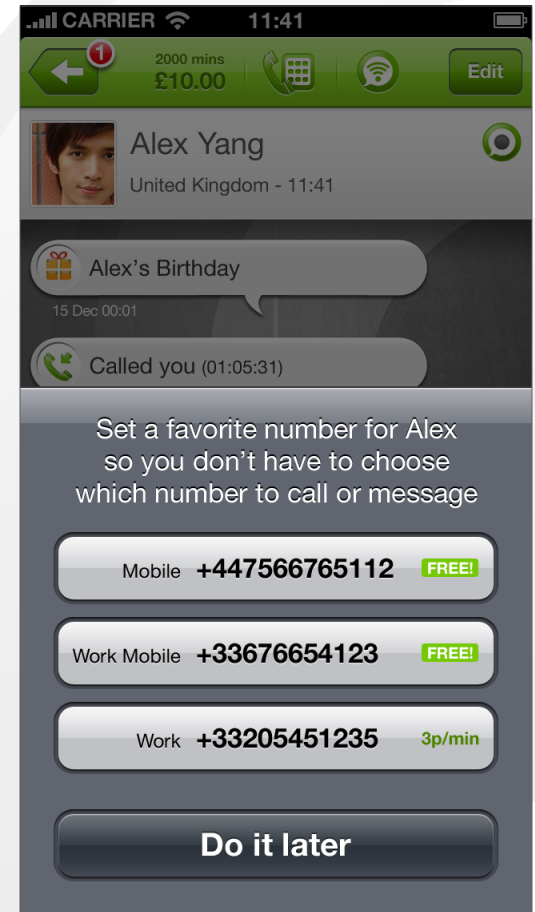 CARRIER 11:41
1
2000 mins
£10.00
Edit
Alex Yang
United Kingdom - 11:41
Alex’s Birthday
15 Dec 00:01
Called you (01:05:31)
Set a favorite number for Alex
so you don’t have to choose
which number to call or message
Mobile +447566765112 FREE!
Work Mobile +33676654123 FREE!
Work +33205451235 3p/min
Do it later